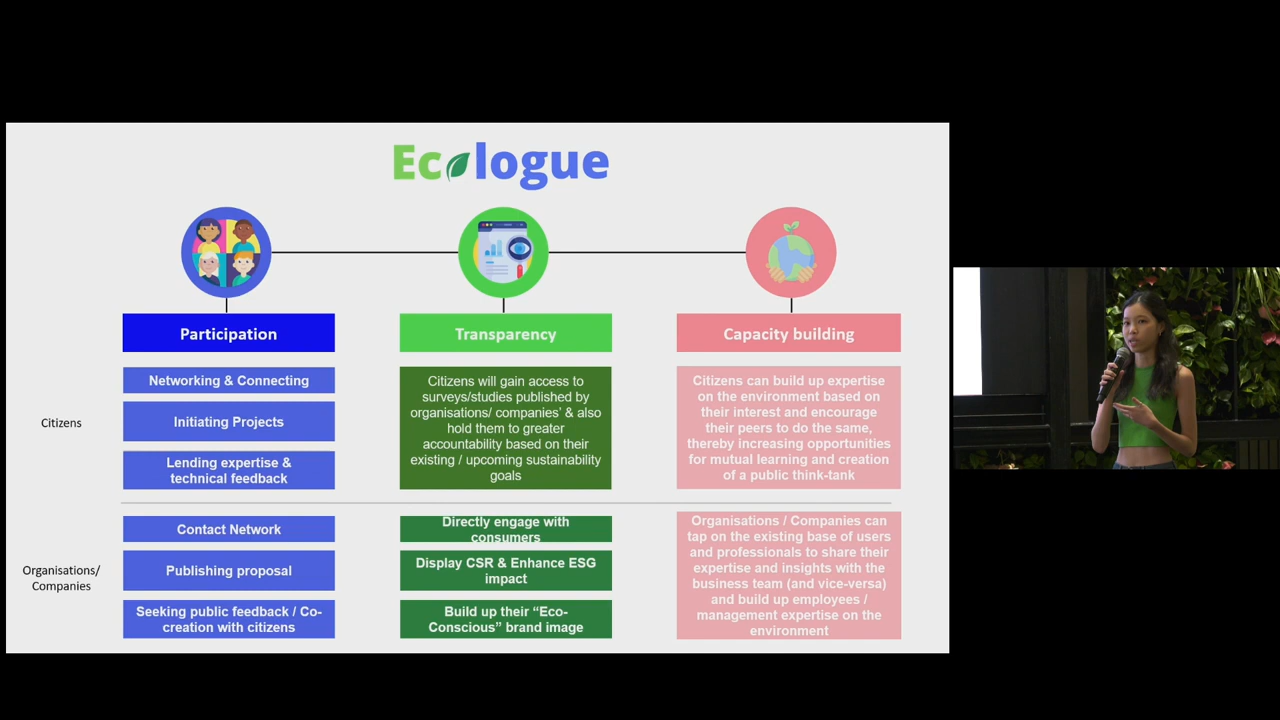 Ecologue
Participation
Transparency
Capacity building
Citizens
Networking & Connecting
Initiating Projects
Lending expertise &
technical feedback
Citizens will gain access to
surveys/studies published by
organisations/ companies' & also
hold them to greater
accountability based on their
existing / upcoming sustainability
goals
Citizens can build up expertise
on the environment based on
their interest and encourage
their peers to do the same,
thereby increasing opportunities
for mutual learning and creation
of a public think-tank
Organisations/
Companies
Contact Network
Publishing proposal
Seeking public feedback / Co-
creation with citizens
Directly engage with
consumers
Display CSR & Enhance ESG
impact
Build up their “Eco-
Conscious” brand image
Organisations / Companies can
tap on the existing base of users
and professionals to share their
expertise and insights with the
business team (and vice-versa)
and build up employees /
management expertise on the
environment